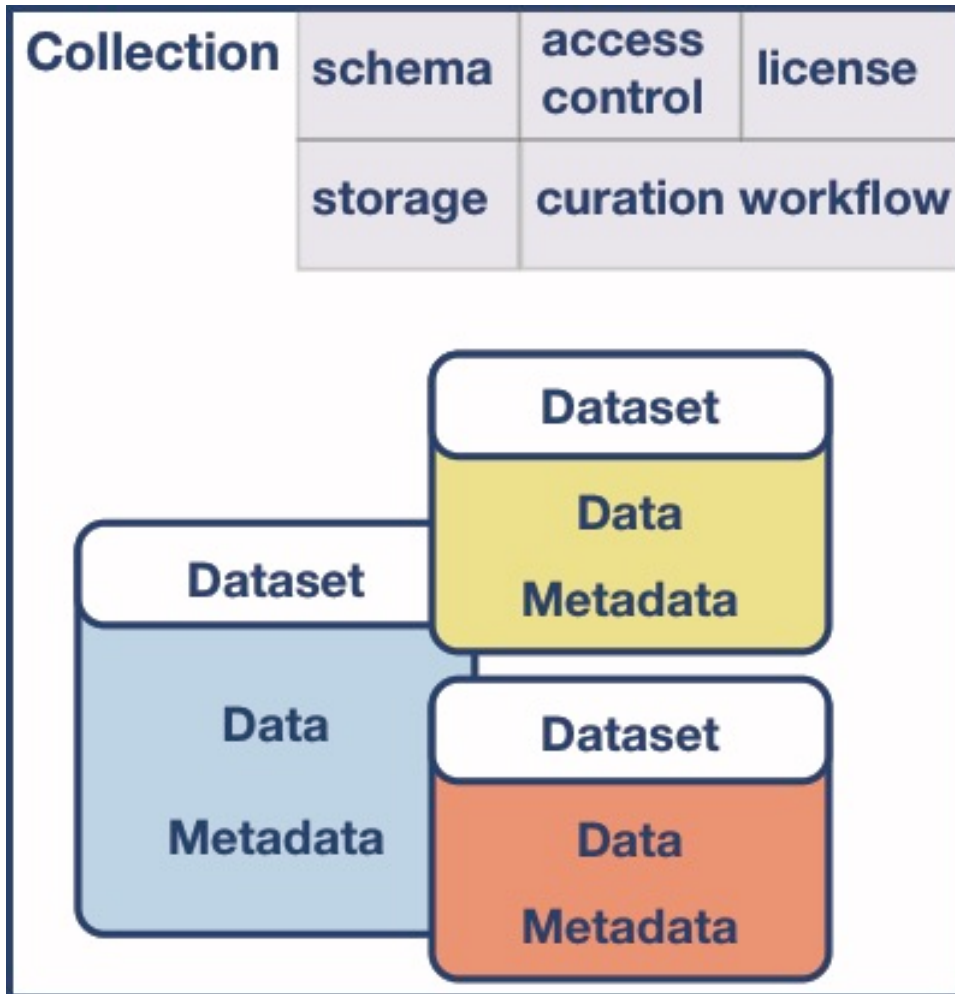 Collection
schema
access
control
license
storage
curation workflow
Dataset
Data
Metadata
Dataset
Data
Metadata
Dataset
Data
Metadata